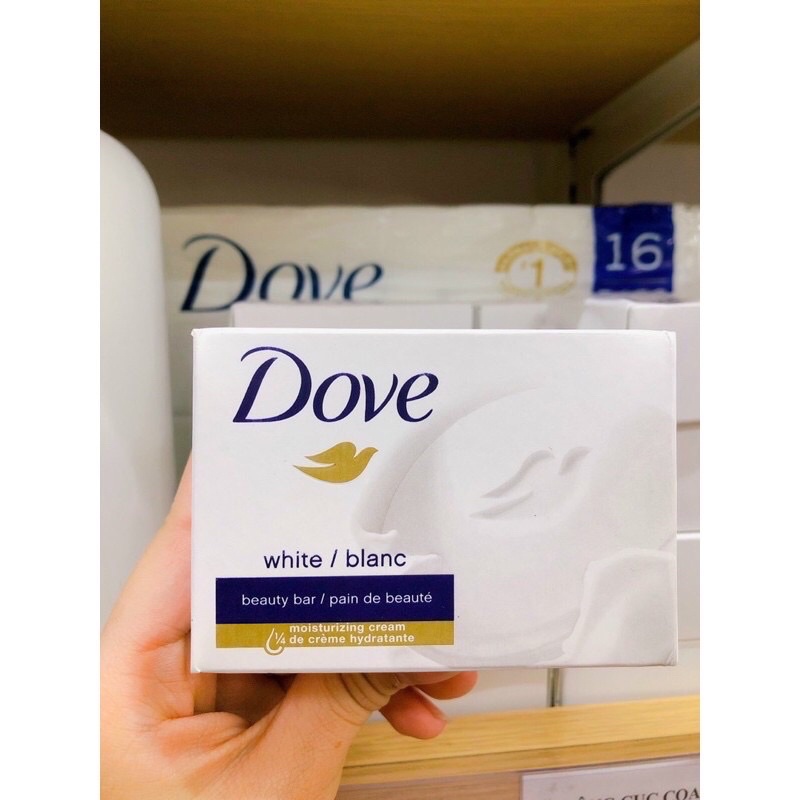 Dove
#1
16
Dove
white / blanc
beauty bar / pain de beauté
¼ moisturizing cream
de crème hydratante